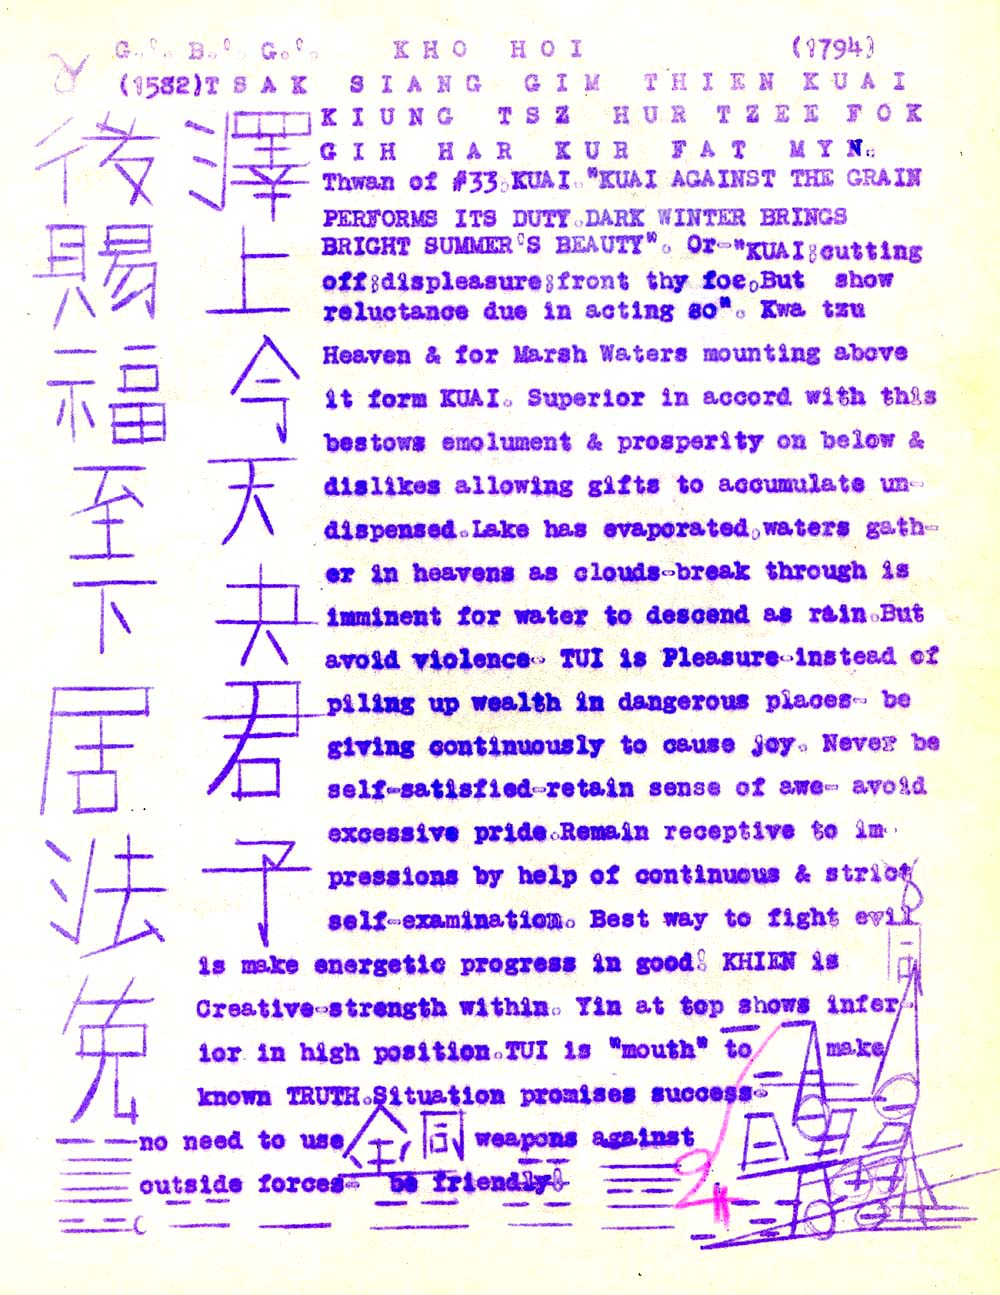 G.'. B.'. G.'. KHO HOI (1794)
(1582)TSAK SIANG GIM THIEN KUAI
KIUNG TSZ HUR TZEE FOK
GIH HAR KUR FAT MYN.
澤上今天夬君予
後賜福至下居法免
Thwan of #33.KUAI."KUAI AGAINST THE GRAIN
PERFORMS ITS DUTY.DARK WINTER BRINGS
BRIGHT SUMMER'S BEAUTY". Or-"KUAI;cutting
off;displeasure;front thy foe,But show
reluctance due in acting so". Kwa tzu
Heaven & for Marsh Waters mounting above
it form KUAI. Superior in accord with this
bestows emolument & prosperity on below &
dislikes allowing gifts to accumulate un-
dispensed.Lake has evaporated,waters gath-
er in heavens as clouds-break through is
imminent for water to descend as rain.But
avoid violence- TUI is Pleasure-instead of
piling up wealth in dangerous places- be
giving continuously to cause joy. Never be
self-satisfied-retain sense of awe- avoid
excessive pride.Remain receptive to im-
pressions by help of continuous & strict
self-examination. Best way to fight evil
is make energetic progress in good! KHIEN is
Creative-strength within. Yin at top shows infer-
ior in high position.TUI is "mouth" to make
known TRUTH.Situation promises success-
no need to use 金同 weapons against
outside forces- be friendly!